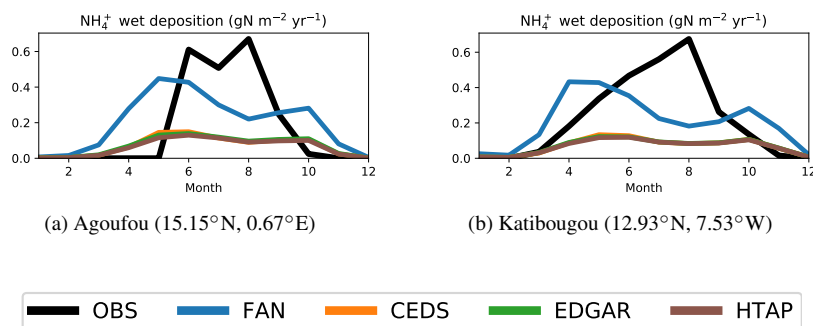 NH₄⁺ wet deposition (gN m⁻² yr⁻¹)
0.6
0.4
0.2
0.0
2 4 6 8 10 12
Month
(a) Agoufou (15.15°N, 0.67°E)
NH₄⁺ wet deposition (gN m⁻² yr⁻¹)
0.6
0.4
0.2
0.0
2 4 6 8 10 12
Month
(b) Katibougou (12.93°N, 7.53°W)
OBS FAN CEDS EDGAR HTAP